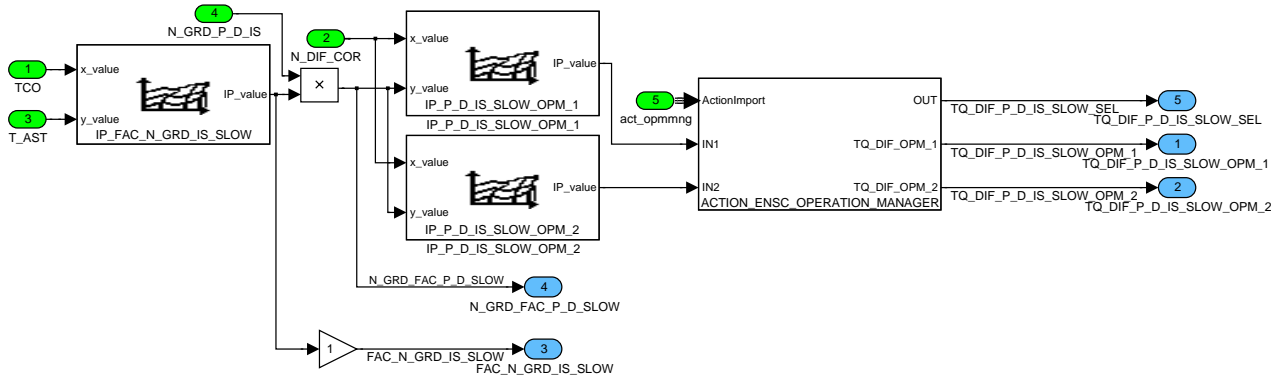 4
N_GRD_P_D_IS
2
N_DIF_COR
1
TCO
3
T_AST
x_value
y_value
IP_value
IP_FAC_N_GRD_IS_SLOW
IP_FAC_N_GRD_IS_SLOW
×
x_value
y_value
IP_value
IP_P_D_IS_SLOW_OPM_1
IP_P_D_IS_SLOW_OPM_1
x_value
y_value
IP_value
IP_P_D_IS_SLOW_OPM_2
IP_P_D_IS_SLOW_OPM_2
5
act_opmmng
ActionImport
IN1
IN2
OUT
TQ_DIF_OPM_1
TQ_DIF_OPM_2
ACTION_ENSC_OPERATION_MANAGER
TQ_DIF_P_D_IS_SLOW_SEL
5
TQ_DIF_P_D_IS_SLOW_SEL
TQ_DIF_P_D_IS_SLOW_OPM_1
1
TQ_DIF_P_D_IS_SLOW_OPM_1
TQ_DIF_P_D_IS_SLOW_OPM_2
2
TQ_DIF_P_D_IS_SLOW_OPM_2
N_GRD_FAC_P_D_SLOW
4
N_GRD_FAC_P_D_SLOW
1
FAC_N_GRD_IS_SLOW
3
FAC_N_GRD_IS_SLOW